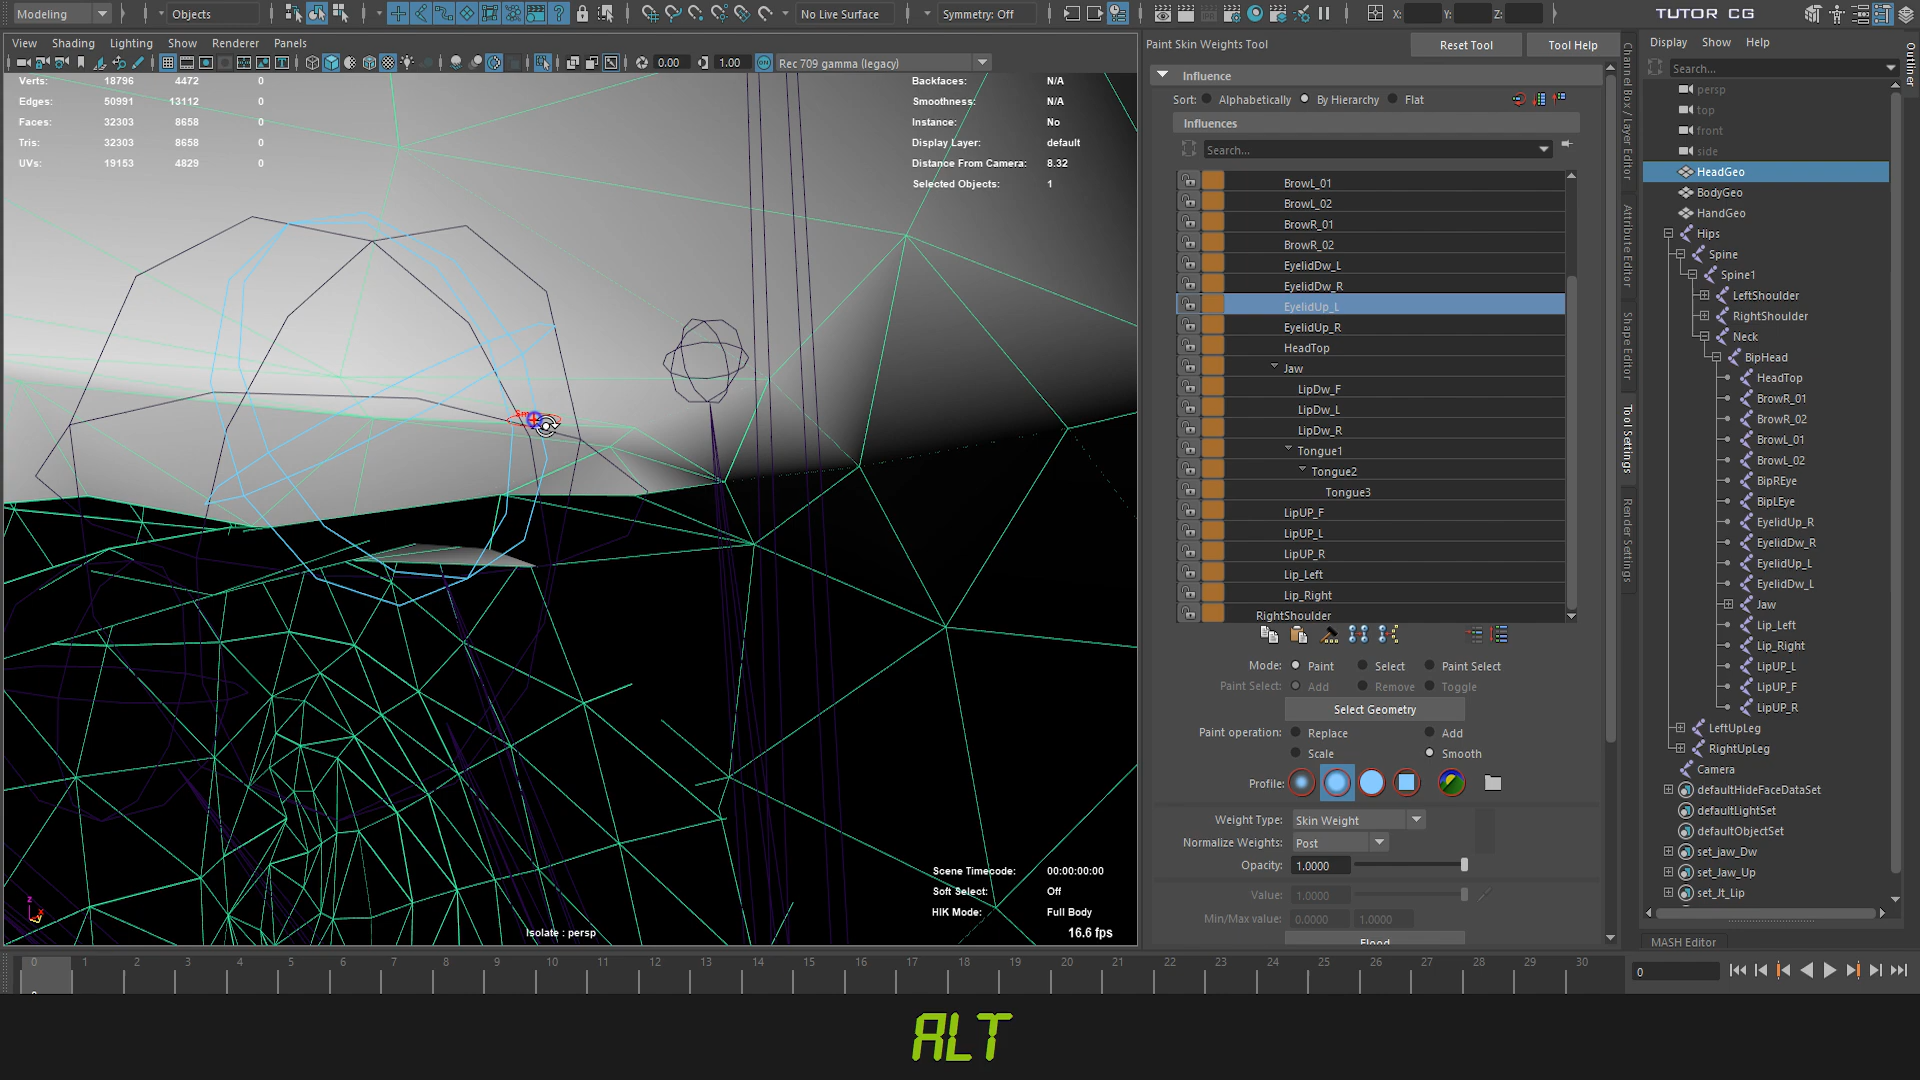 Modeling
Objects
No Live Surface
Symmetry: Off
X:
Y:
Z:
TUTOR CG
View
Shading
Lighting
Show
Renderer
Panels
0.00
1.00
Rec 709 gamma (legacy)
Verts: 18796 4472 0
Edges: 50991 13112 0
Faces: 32303 8658 0
Tris: 32303 8658 0
UVs: 19153 4829 0
Backfaces: N/A
Smoothness: N/A
Instance: No
Display Layer: default
Distance From Camera: 8.32
Selected Objects: 1
Scene Timecode: 00:00:00:00
Soft Select: Off
HIK Mode: Full Body
Isolate : persp
16.6 fps
Paint Skin Weights Tool
Reset Tool
Tool Help
Influence
Sort: Alphabetically By Hierarchy Flat
Influences
Search...
BrowL_01
BrowL_02
BrowR_01
BrowR_02
EyelidDw_L
EyelidDw_R
EyelidUp_L
EyelidUp_R
HeadTop
Jaw
LipDw_F
LipDw_L
LipDw_R
Tongue1
Tongue2
Tongue3
LipUP_F
LipUP_L
LipUP_R
Lip_Left
Lip_Right
RightShoulder
Mode: Paint Select Paint Select
Paint Select: Add Remove Toggle
Select Geometry
Paint operation: Replace Add
Scale Smooth
Profile:
Weight Type: Skin Weight
Normalize Weights: Post
Opacity: 1.0000
Value: 1.0000
Min/Max value: 0.0000 1.0000
Flood
Channel Box / Layer Editor
Attribute Editor
Shape Editor
Tool Settings
Render Settings
Display
Show
Help
Search...
Outliner
persp
top
front
side
HeadGeo
BodyGeo
HandGeo
Hips
Spine
Spine1
LeftShoulder
RightShoulder
Neck
BipHead
HeadTop
BrowR_01
BrowR_02
BrowL_01
BrowL_02
BipREye
BipLEye
EyelidUp_R
EyelidDw_R
EyelidUp_L
EyelidDw_L
Jaw
Lip_Left
Lip_Right
LipUP_L
LipUP_F
LipUP_R
LeftUpLeg
RightUpLeg
Camera
defaultHideFaceDataSet
defaultLightSet
defaultObjectSet
set_jaw_Dw
set_Jaw_Up
set_Jt_Lip
MASH Editor
0 1 2 3 4 5 6 7 8 9 10 11 12 13 14 15 16 17 18 19 20 21 22 23 24 25 26 27 28 29 30
0
0
ALT